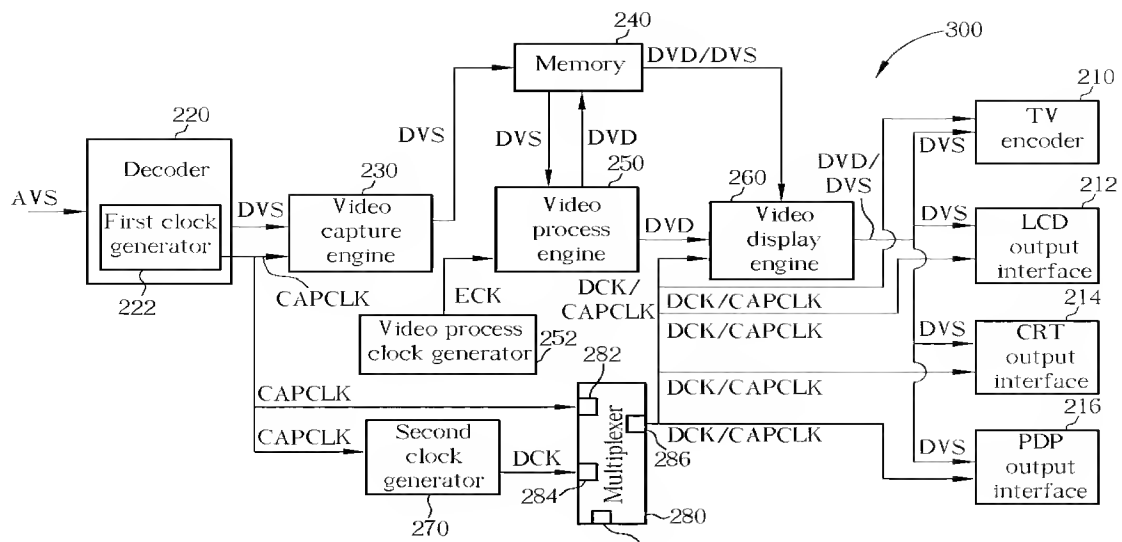 240
Memory
DVD/DVS
300
210
TV
encoder
220
Decoder
AVS
First clock
generator
222
DVS
CAPCLK
230
Video
capture
engine
DVS
DVS
DVD
250
Video
process
engine
DVD
260
Video
display
engine
DVD/
DVS
DVS
DVS
212
LCD
output
interface
ECK
Video process
clock generator
252
DCK/
CAPCLK
DCK/CAPCLK
DCK/CAPCLK
214
DVS
CRT
output
interface
282
CAPCLK
DCK/CAPCLK
216
CAPCLK
Second
clock
generator
270
DCK
284
Multiplexer
286
280
DCK/CAPCLK
DVS
PDP
output
interface